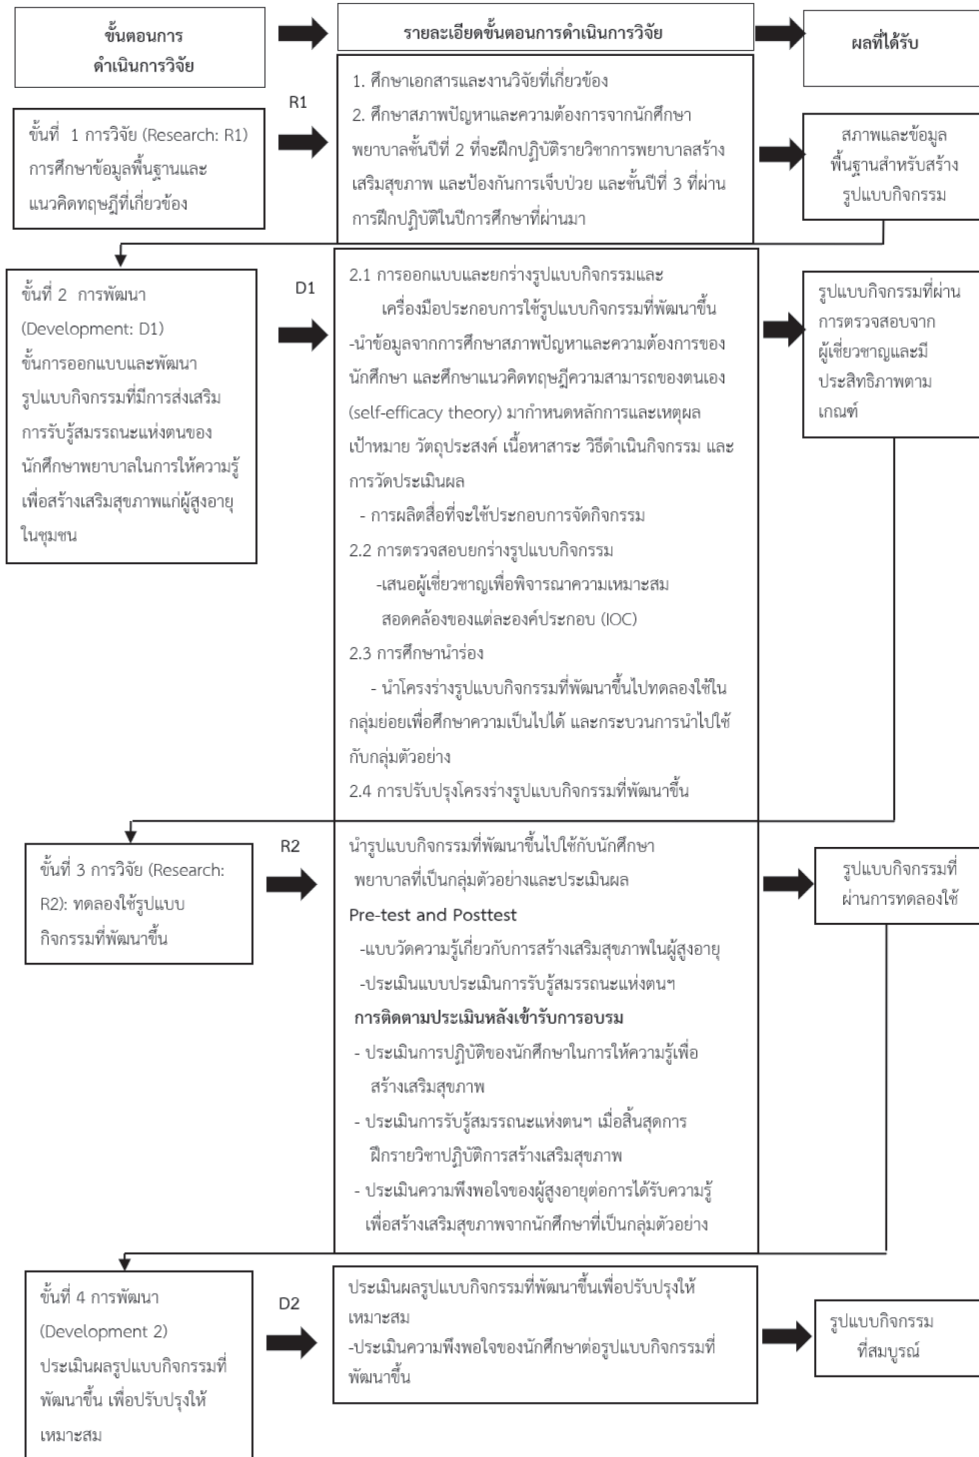 ขั้นตอนการ
ดำเนินการวิจัย
รายละเอียดขั้นตอนการดำเนินการวิจัย
ผลที่ได้รับ
ขั้นที่ 1 การวิจัย (Research: R1)
การศึกษาข้อมูลพื้นฐานและ
แนวคิดทฤษฎีที่เกี่ยวข้อง
R1
1. ศึกษาเอกสารและงานวิจัยที่เกี่ยวข้อง
2. ศึกษาสภาพปัญหาและความต้องการจากนักศึกษา
พยาบาลชั้นปีที่ 2 ที่จะฝึกปฏิบัติรายวิชาการพยาบาลสร้าง
เสริมสุขภาพ และป้องกันการเจ็บป่วย และชั้นปีที่ 3 ที่ผ่าน
การฝึกปฏิบัติในปีการศึกษาที่ผ่านมา
สภาพและข้อมูล
พื้นฐานสำหรับสร้าง
รูปแบบกิจกรรม
ขั้นที่ 2 การพัฒนา
(Development: D1)
ขั้นการออกแบบและพัฒนา
รูปแบบกิจกรรมที่มีการส่งเสริม
การรับรู้สมรรถนะแห่งตนของ
นักศึกษาพยาบาลในการให้ความรู้
เพื่อสร้างเสริมสุขภาพแก่ผู้สูงอายุ
ในชุมชน
D1
2.1 การออกแบบและยกร่างรูปแบบกิจกรรมและ
เครื่องมือประกอบการใช้รูปแบบกิจกรรมที่พัฒนาขึ้น
-นำข้อมูลจากการศึกษาสภาพปัญหาและความต้องการของ
นักศึกษา และศึกษาแนวคิดทฤษฎีความสามารถของตนเอง
(self-efficacy theory) มากำหนดหลักการและเหตุผล
เป้าหมาย วัตถุประสงค์ เนื้อหาสาระ วิธีดำเนินกิจกรรม และ
การวัดประเมินผล
- การผลิตสื่อที่จะใช้ประกอบการจัดกิจกรรม
2.2 การตรวจสอบยกร่างรูปแบบกิจกรรม
-เสนอผู้เชี่ยวชาญเพื่อพิจารณาความเหมาะสม
สอดคล้องของแต่ละองค์ประกอบ (IOC)
2.3 การศึกษานำร่อง
- นำโครงร่างรูปแบบกิจกรรมที่พัฒนาขึ้นไปทดลองใช้ใน
กลุ่มย่อยเพื่อศึกษาความเป็นไปได้ และกระบวนการนำไปใช้
กับกลุ่มตัวอย่าง
2.4 การปรับปรุงโครงร่างรูปแบบกิจกรรมที่พัฒนาขึ้น
รูปแบบกิจกรรมที่ผ่าน
การตรวจสอบจาก
ผู้เชี่ยวชาญและมี
ประสิทธิภาพตาม
เกณฑ์
ขั้นที่ 3 การวิจัย (Research:
R2): ทดลองใช้รูปแบบ
กิจกรรมที่พัฒนาขึ้น
R2
นำรูปแบบกิจกรรมที่พัฒนาขึ้นไปใช้กับนักศึกษา
พยาบาลที่เป็นกลุ่มตัวอย่างและประเมินผล
Pre-test and Posttest
-แบบวัดความรู้เกี่ยวกับการสร้างเสริมสุขภาพในผู้สูงอายุ
-ประเมินแบบประเมินการรับรู้สมรรถนะแห่งตนฯ
การติดตามประเมินหลังเข้ารับการอบรม
- ประเมินการปฏิบัติของนักศึกษาในการให้ความรู้เพื่อ
สร้างเสริมสุขภาพ
- ประเมินการรับรู้สมรรถนะแห่งตนฯ เมื่อสิ้นสุดการ
ฝึกรายวิชาปฏิบัติการสร้างเสริมสุขภาพ
- ประเมินความพึงพอใจของผู้สูงอายุต่อการได้รับความรู้
เพื่อสร้างเสริมสุขภาพจากนักศึกษาที่เป็นกลุ่มตัวอย่าง
รูปแบบกิจกรรมที่
ผ่านการทดลองใช้
ขั้นที่ 4 การพัฒนา
(Development 2)
ประเมินผลรูปแบบกิจกรรมที่
พัฒนาขึ้น เพื่อปรับปรุงให้
เหมาะสม
D2
ประเมินผลรูปแบบกิจกรรมที่พัฒนาขึ้นเพื่อปรับปรุงให้
เหมาะสม
-ประเมินความพึงพอใจของนักศึกษาต่อรูปแบบกิจกรรมที่
พัฒนาขึ้น
รูปแบบกิจกรรม
ที่สมบูรณ์